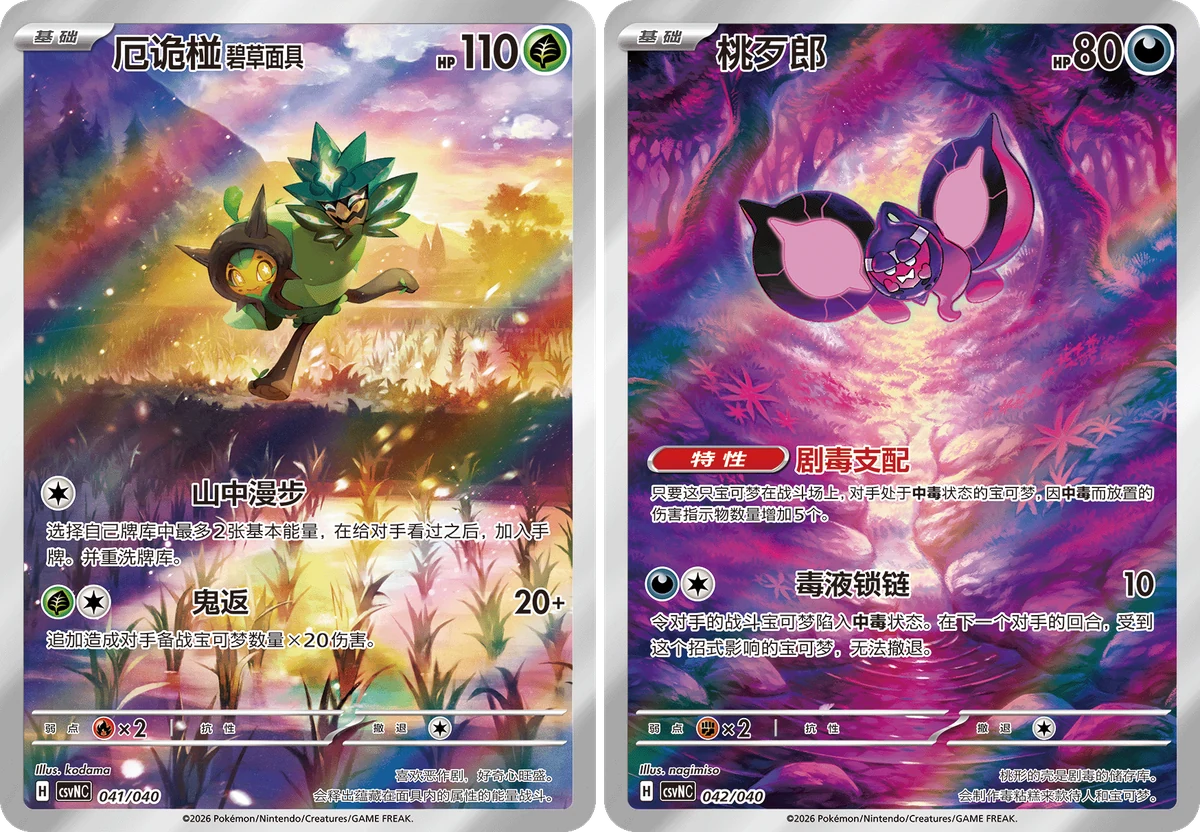 基础
厄诡椪 碧草面具
HP 110
山中漫步
选择自己牌库中最多2张基本能量，在给对手看过之后，加入手
牌。并重洗牌库。
鬼返 20+
追加造成对手备战宝可梦数量×20伤害。
弱点 ×2 抗性 撤退
Illus. kodama
喜欢恶作剧，好奇心旺盛。
会释出蕴藏在面具内的属性的能量战斗。
H CSVNC 041/040
©2026 Pokémon/Nintendo/Creatures/GAME FREAK.
基础
桃歹郎
HP 80
特性 剧毒支配
只要这只宝可梦在战斗场上，对手处于中毒状态的宝可梦，因中毒而放置的
伤害指示物数量增加5个。
毒液锁链 10
令对手的战斗宝可梦陷入中毒状态。在下一个对手的回合，受到
这个招式影响的宝可梦，无法撤退。
弱点 ×2 抗性 撤退
Illus. nagimiso
桃形的壳是剧毒的储存库。
会制作毒粘糕来款待人和宝可梦。
H CSVNC 042/040
©2026 Pokémon/Nintendo/Creatures/GAME FREAK.